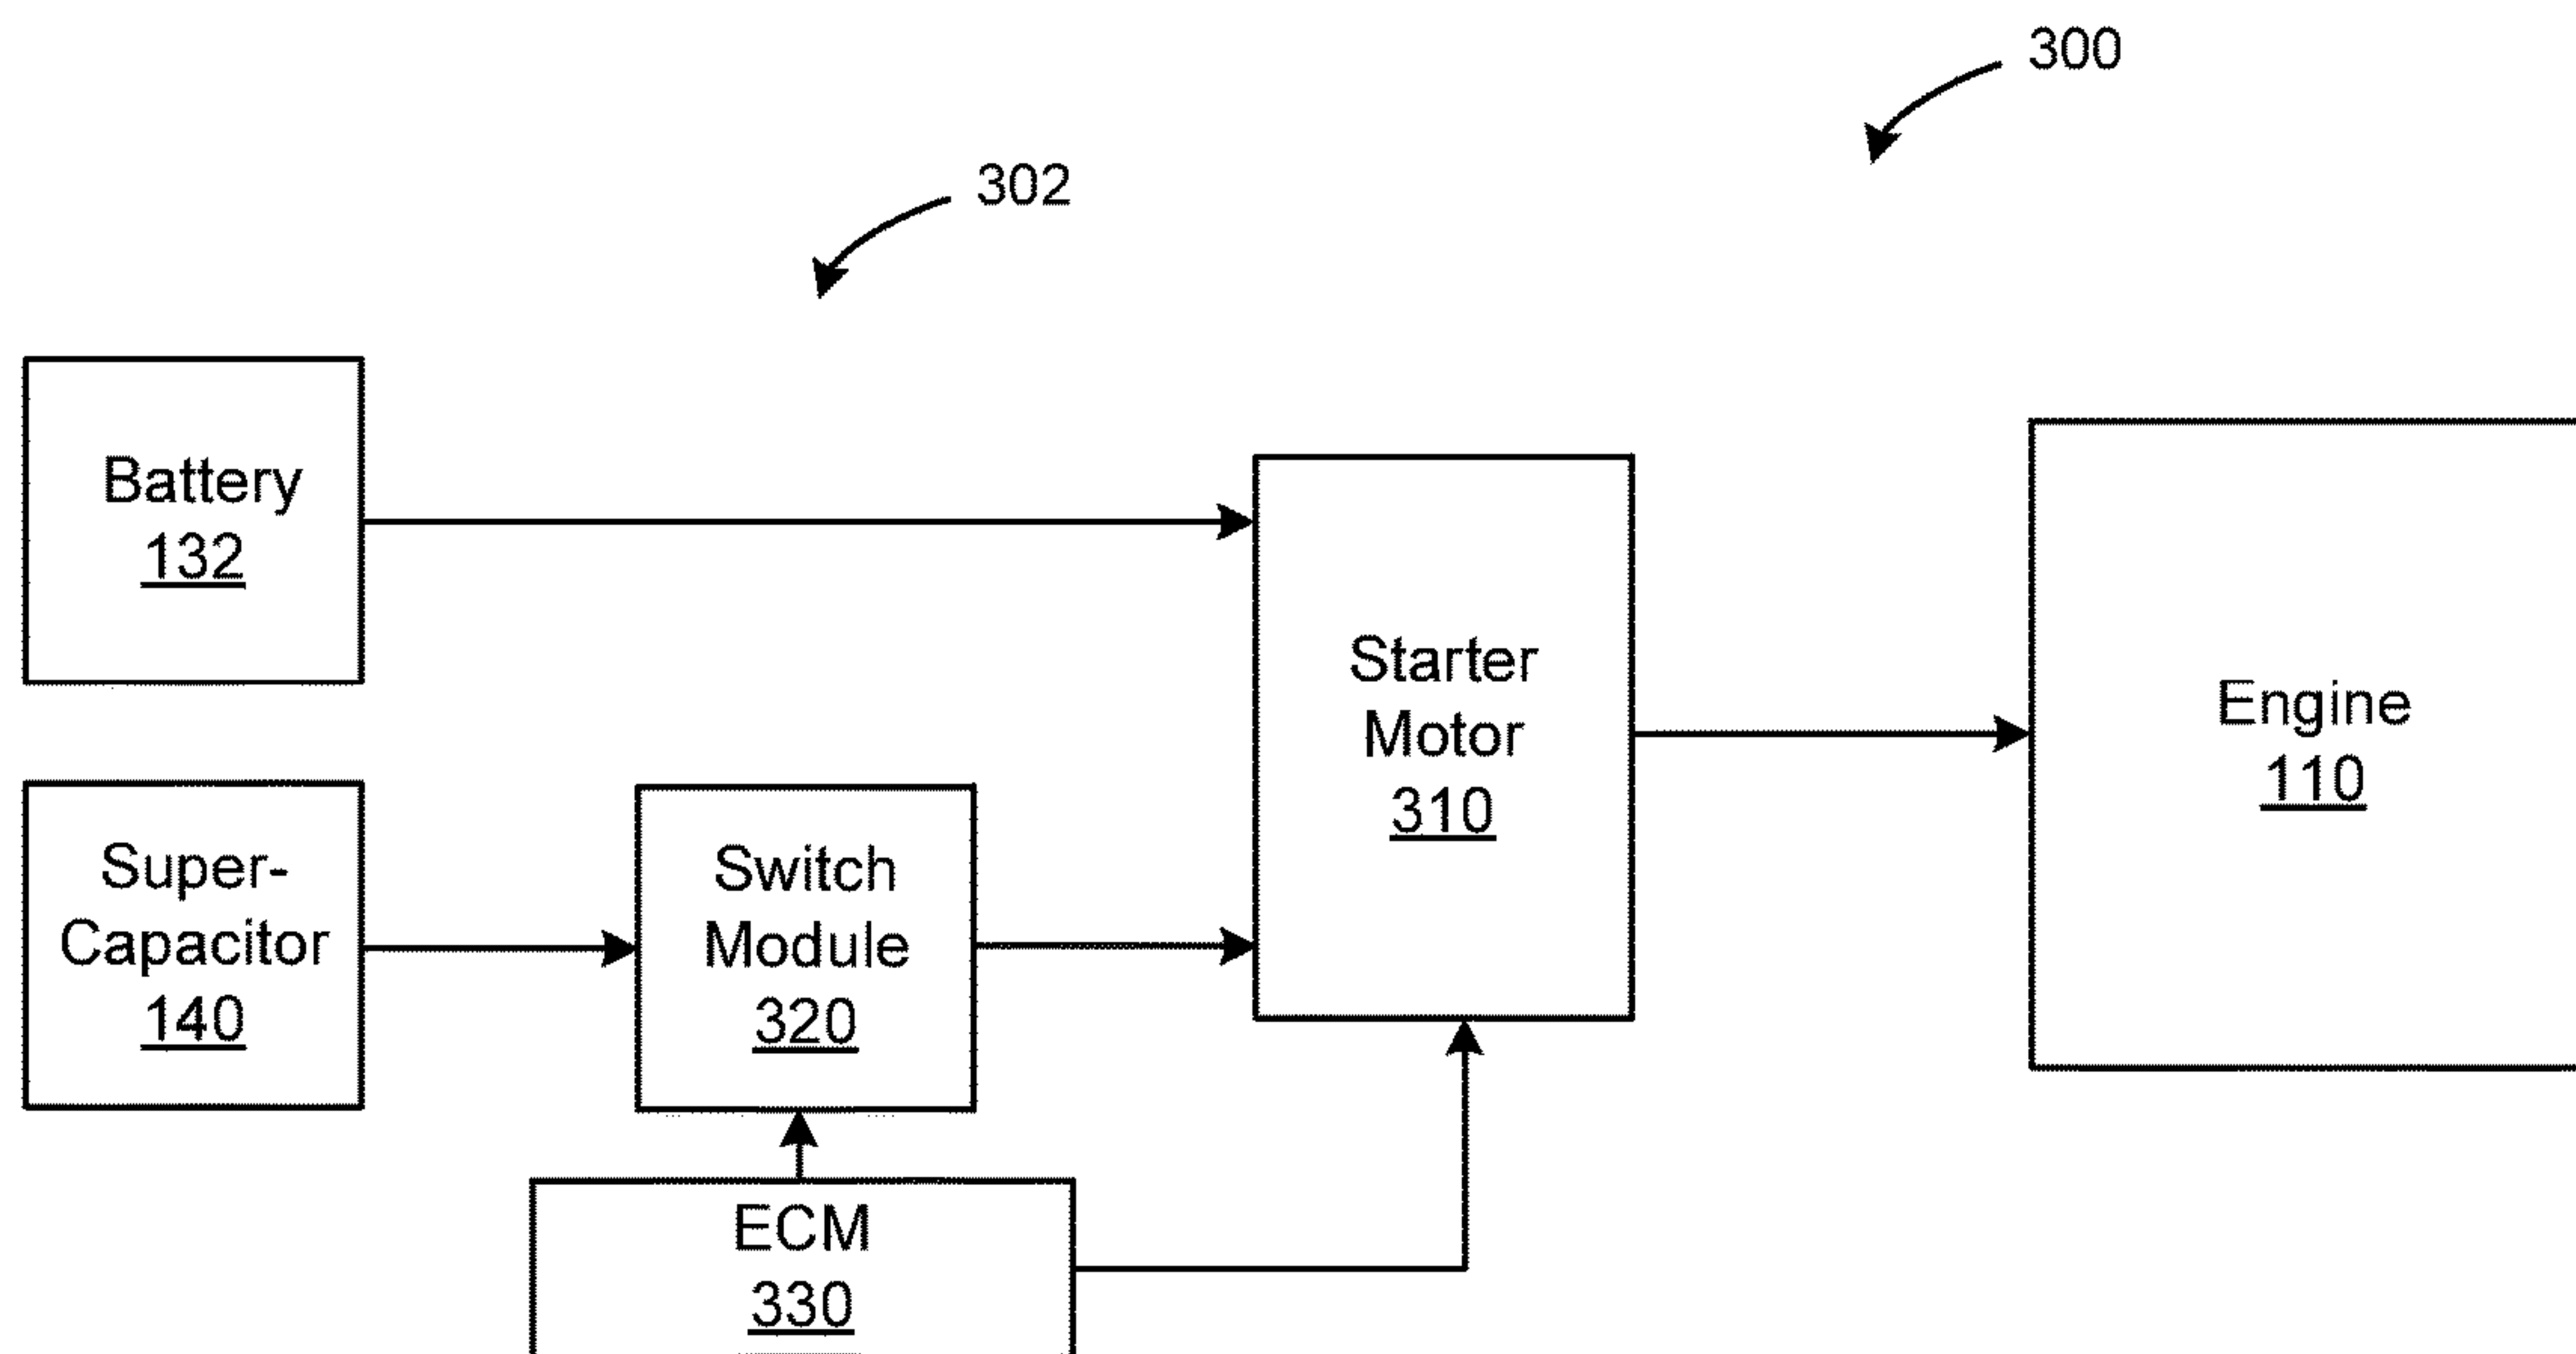 300
302
Battery
132
Starter
Motor
310
Engine
110
Super-
Capacitor
140
Switch
Module
320
ECM
330